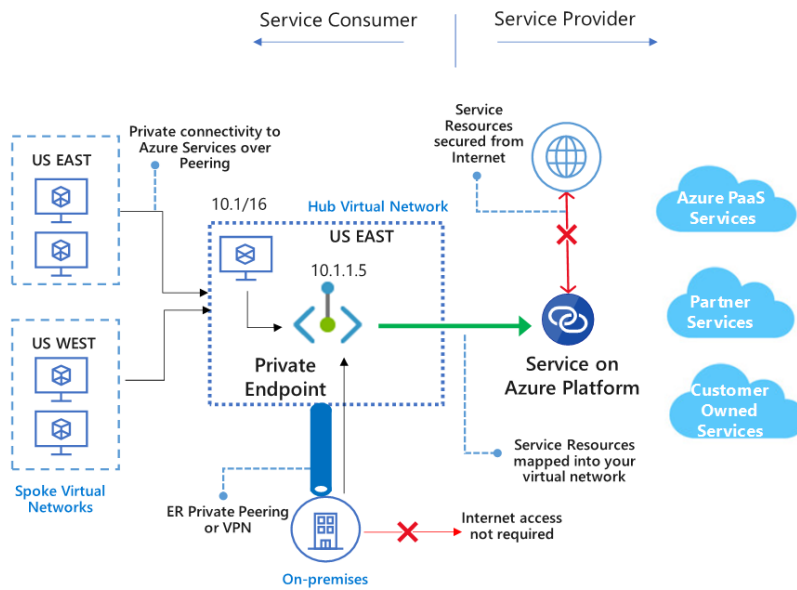 Service Consumer
Service Provider
Service
Resources
secured from
Internet
Private connectivity to
Azure Services over
Peering
US EAST
Azure PaaS
Services
10.1/16
Hub Virtual Network
US EAST
10.1.1.5
Partner
Services
US WEST
Private
Endpoint
Service on
Azure Platform
Customer
Owned
Services
Service Resources
mapped into your
virtual network
Spoke Virtual
Networks
ER Private Peering
or VPN
Internet access
not required
On-premises